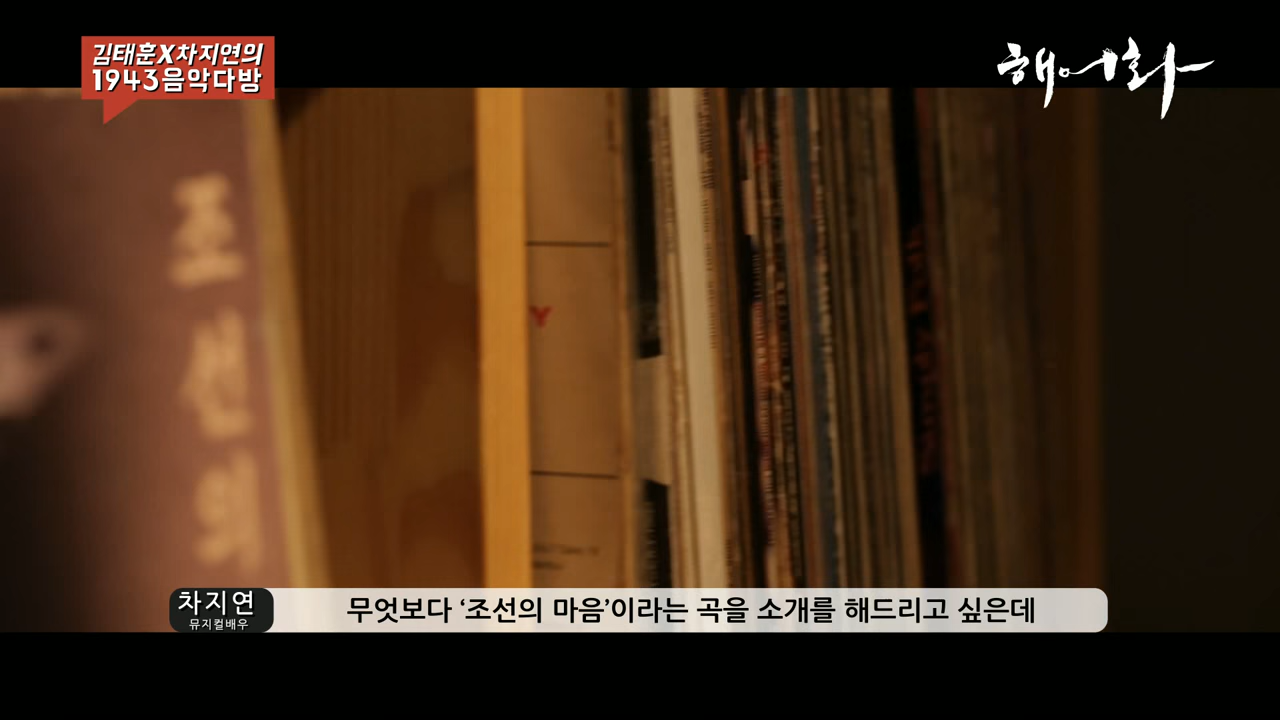 김태훈X차지연의
1943음악다방
해어화
조선의
Y
차지연
뮤지컬배우
무엇보다 ‘조선의 마음’이라는 곡을 소개를 해드리고 싶은데